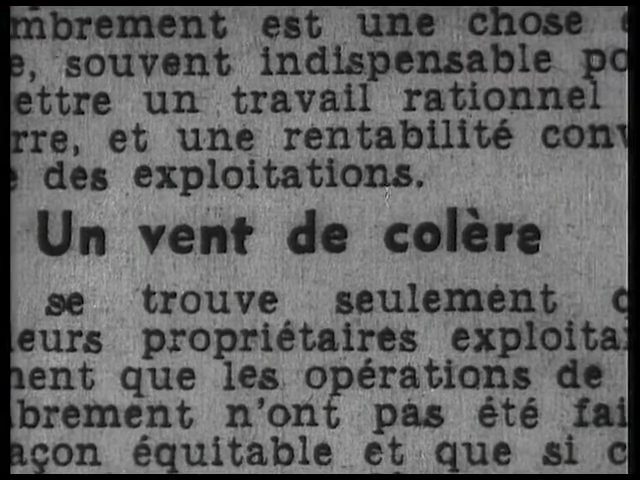 mbrement est une chose
e, souvent indispensable po
ettre un travail rationnel
rre, et une rentabilité conv
des exploitations.
Un vent de colère
se trouve seulement
eurs propriétaires exploita
ment que les opérations de
brement n'ont pas été fai
açon équitable et que si c